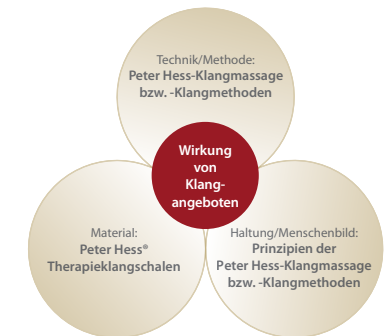 Technik/Methode:
Peter Hess-Klangmassage
bzw. -Klangmethoden
Wirkung
von
Klang-
angeboten
Material:
Peter Hess®
Therapieklangschalen
Haltung/Menschenbild:
Prinzipien der
Peter Hess-Klangmassage
bzw. -Klangmethoden